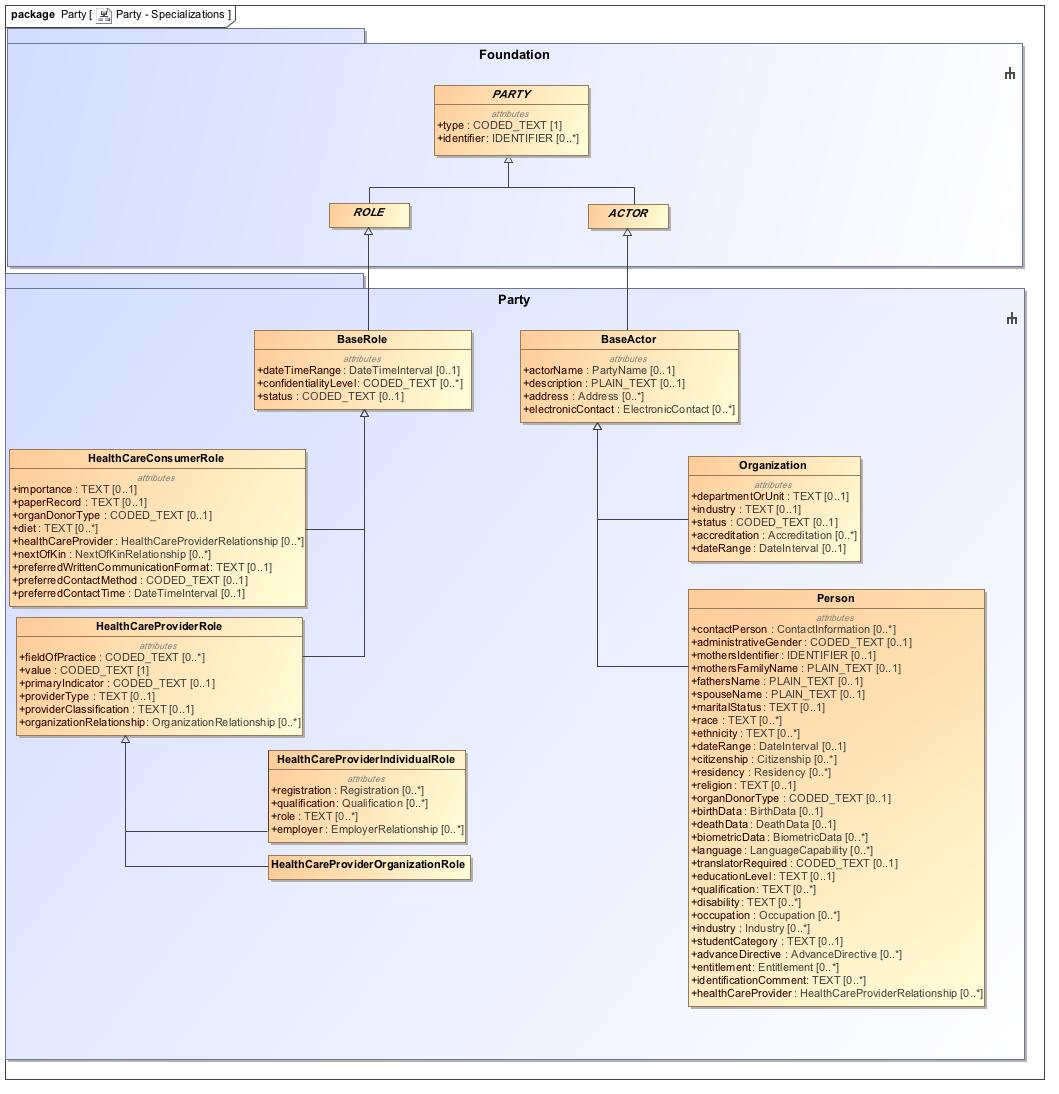 package Party [ Party - Specializations ]
Foundation
PARTY
attributes
+type : CODED_TEXT [1]
+identifier : IDENTIFIER [0..*]
ROLE
ACTOR
Party
BaseRole
attributes
+dateTimeRange : DateTimeInterval [0..1]
+confidentialityLevel : CODED_TEXT [0..*]
+status : CODED_TEXT [0..1]
BaseActor
attributes
+actorName : PartyName [0..1]
+description : PLAIN_TEXT [0..1]
+address : Address [0..*]
+electronicContact : ElectronicContact [0..*]
HealthCareConsumerRole
attributes
+importance : TEXT [0..1]
+paperRecord : TEXT [0..1]
+organDonorType : CODED_TEXT [0..1]
+diet : TEXT [0..*]
+healthCareProvider : HealthCareProviderRelationship [0..*]
+nextOfKin : NextOfKinRelationship [0..*]
+preferredWrittenCommunicationFormat : TEXT [0..1]
+preferredContactMethod : CODED_TEXT [0..1]
+preferredContactTime : DateTimeInterval [0..1]
Organization
attributes
+departmentOrUnit : TEXT [0..1]
+industry : TEXT [0..1]
+status : CODED_TEXT [0..1]
+accreditation : Accreditation [0..*]
+dateRange : DateInterval [0..1]
HealthCareProviderRole
attributes
+fieldOfPractice : CODED_TEXT [0..*]
+value : CODED_TEXT [1]
+primaryIndicator : CODED_TEXT [0..1]
+providerType : TEXT [0..1]
+providerClassification : TEXT [0..1]
+organizationRelationship : OrganizationRelationship [0..*]
Person
attributes
+contactPerson : ContactInformation [0..*]
+administrativeGender : CODED_TEXT [0..1]
+mothersIdentifier : IDENTIFIER [0..1]
+mothersFamilyName : PLAIN_TEXT [0..1]
+fathersName : PLAIN_TEXT [0..1]
+spouseName : PLAIN_TEXT [0..1]
+maritalStatus : TEXT [0..1]
+race : TEXT [0..*]
+ethnicity : TEXT [0..*]
+dateRange : DateInterval [0..1]
+citizenship : Citizenship [0..*]
+residency : Residency [0..*]
+religion : TEXT [0..1]
+organDonorType : CODED_TEXT [0..1]
+birthData : BirthData [0..1]
+deathData : DeathData [0..1]
+biometricData : BiometricData [0..*]
+language : LanguageCapability [0..*]
+translatorRequired : CODED_TEXT [0..1]
+educationLevel : TEXT [0..1]
+qualification : TEXT [0..*]
+disability : TEXT [0..*]
+occupation : Occupation [0..*]
+industry : Industry [0..*]
+studentCategory : TEXT [0..1]
+advanceDirective : AdvanceDirective [0..*]
+entitlement : Entitlement [0..*]
+identificationComment : TEXT [0..*]
+healthCareProvider : HealthCareProviderRelationship [0..*]
HealthCareProviderIndividualRole
attributes
+registration : Registration [0..*]
+qualification : Qualification [0..*]
+role : TEXT [0..*]
+employer : EmployerRelationship [0..*]
HealthCareProviderOrganizationRole